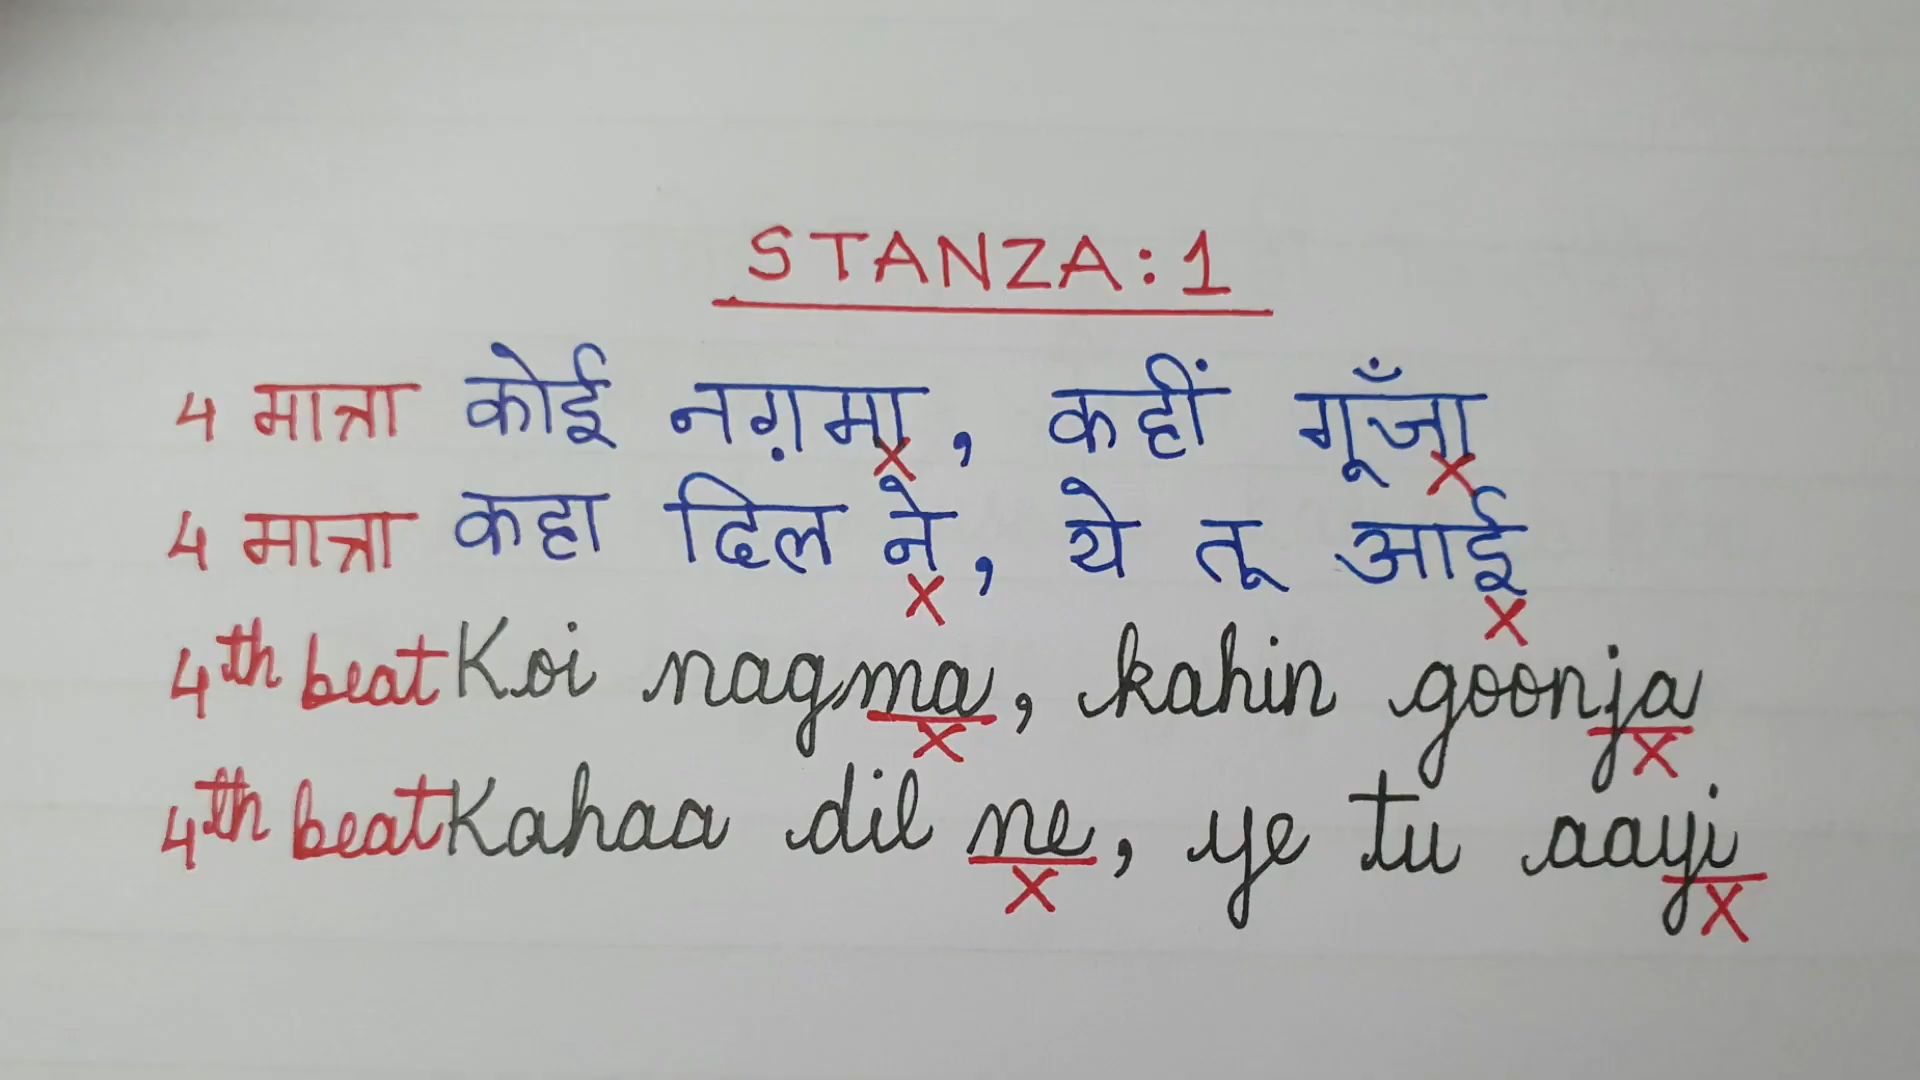 STANZA:1
4 मात्रा कोई नग़मा, कहीं गूँजा
x x
4 मात्रा कहा दिल ने, ये तू आई
x x
4th beat Koi nagma, kahin goonja
x x
4th beat Kahaa dil ne, ye tu aayi
x x